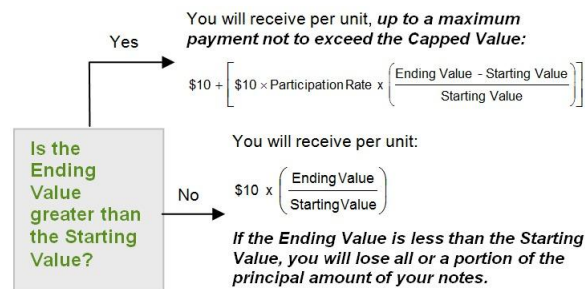 You will receive per unit, up to a maximum
payment not to exceed the Capped Value:
Yes
$10 + [ $10 × Participation Rate x ( Ending Value - Starting Value / Starting Value ) ]
Is the
Ending
Value
greater than
the Starting
Value?
You will receive per unit:
No
$10 x ( Ending Value / Starting Value )
If the Ending Value is less than the Starting
Value, you will lose all or a portion of the
principal amount of your notes.